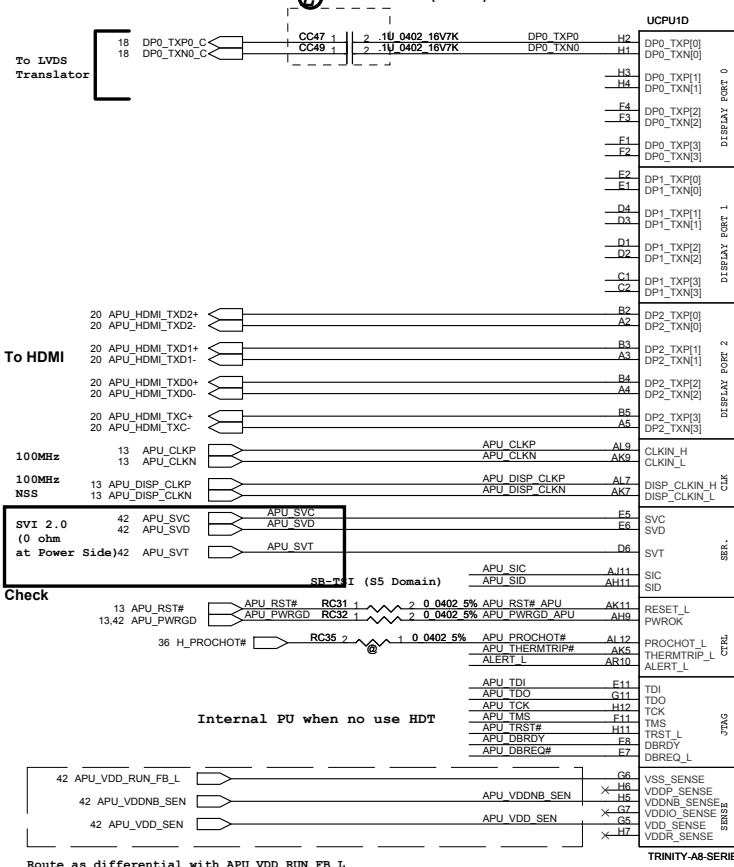 UCPU1D
18 DP0_TXP0_C CC47 1 2 .1U_0402_16V7K DP0_TXP0 H2 DP0_TXP[0]
18 DP0_TXN0_C CC49 1 2 .1U_0402_16V7K DP0_TXN0 H1 DP0_TXN[0]
To LVDS
Translator
H3 DP0_TXP[1]
H4 DP0_TXN[1]
F4 DP0_TXP[2]
F3 DP0_TXN[2]
F1 DP0_TXP[3]
F2 DP0_TXN[3]
DISPLAY PORT 0
E2 DP1_TXP[0]
E1 DP1_TXN[0]
D4 DP1_TXP[1]
D3 DP1_TXN[1]
D1 DP1_TXP[2]
D2 DP1_TXN[2]
C1 DP1_TXP[3]
C2 DP1_TXN[3]
DISPLAY PORT 1
20 APU_HDMI_TXD2+ B2 DP2_TXP[0]
20 APU_HDMI_TXD2- A2 DP2_TXN[0]
To HDMI
20 APU_HDMI_TXD1+ B3 DP2_TXP[1]
20 APU_HDMI_TXD1- A3 DP2_TXN[1]
20 APU_HDMI_TXD0+ B4 DP2_TXP[2]
20 APU_HDMI_TXD0- A4 DP2_TXN[2]
20 APU_HDMI_TXC+ B5 DP2_TXP[3]
20 APU_HDMI_TXC- A5 DP2_TXN[3]
DISPLAY PORT 2
100MHz
13 APU_CLKP APU_CLKP AL9 CLKIN_H
13 APU_CLKN APU_CLKN AK9 CLKIN_L
100MHz
NSS
13 APU_DISP_CLKP APU_DISP_CLKP AL7 DISP_CLKIN_H
13 APU_DISP_CLKN APU_DISP_CLKN AK7 DISP_CLKIN_L
CLK
SVI 2.0
(0 ohm
at Power Side)
42 APU_SVC APU_SVC E5 SVC
42 APU_SVD APU_SVD E6 SVD
42 APU_SVT APU_SVT D6 SVT
SER.
Check
SB-TSI (S5 Domain)
APU_SIC AJ11 SIC
APU_SID AH11 SID
13 APU_RST# APU_RST# RC31 1 2 0_0402_5% APU_RST#_APU AK11 RESET_L
13,42 APU_PWRGD APU_PWRGD RC32 1 2 0_0402_5% APU_PWRGD_APU AH9 PWROK
36 H_PROCHOT# RC35 2 1 0_0402_5% APU_PROCHOT# AL12 PROCHOT_L
@
APU_THERMTRIP# AK5 THERMTRIP_L
ALERT_L AR10 ALERT_L
CTRL
Internal PU when no use HDT
APU_TDI E11 TDI
APU_TDO G11 TDO
APU_TCK H12 TCK
APU_TMS F11 TMS
APU_TRST# H11 TRST_L
APU_DBRDY F8 DBRDY
APU_DBREQ# E7 DBREQ_L
JTAG
42 APU_VDD_RUN_FB_L G6 VSS_SENSE
H6 VDDP_SENSE
42 APU_VDDNB_SEN APU_VDDNB_SEN H5 VDDNB_SENSE
G7 VDDIO_SENSE
42 APU_VDD_SEN APU_VDD_SEN G5 VDD_SENSE
H7 VDDR_SENSE
SENSE
Route as differential with APU_VDD_RUN_FB_L
TRINITY-A8-SERIE